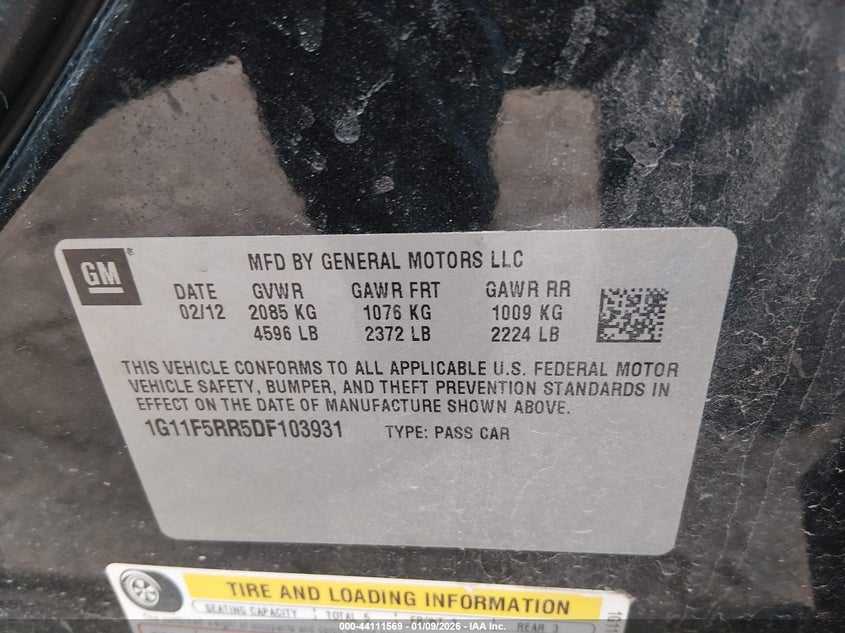 GM®
MFD BY GENERAL MOTORS LLC
DATE GVWR GAWR FRT GAWR RR
02/12 2085 KG 1076 KG 1009 KG
4596 LB 2372 LB 2224 LB
THIS VEHICLE CONFORMS TO ALL APPLICABLE U.S. FEDERAL MOTOR
VEHICLE SAFETY, BUMPER, AND THEFT PREVENTION STANDARDS IN
EFFECT ON THE DATE OF MANUFACTURE SHOWN ABOVE.
1G11F5RR5DF103931 TYPE: PASS CAR
TIRE AND LOADING INFORMATION
SEATING CAPACITY TOTAL 5 REAR 3
1G11
000-44111569 | 01/09/2026 - IAA Inc.